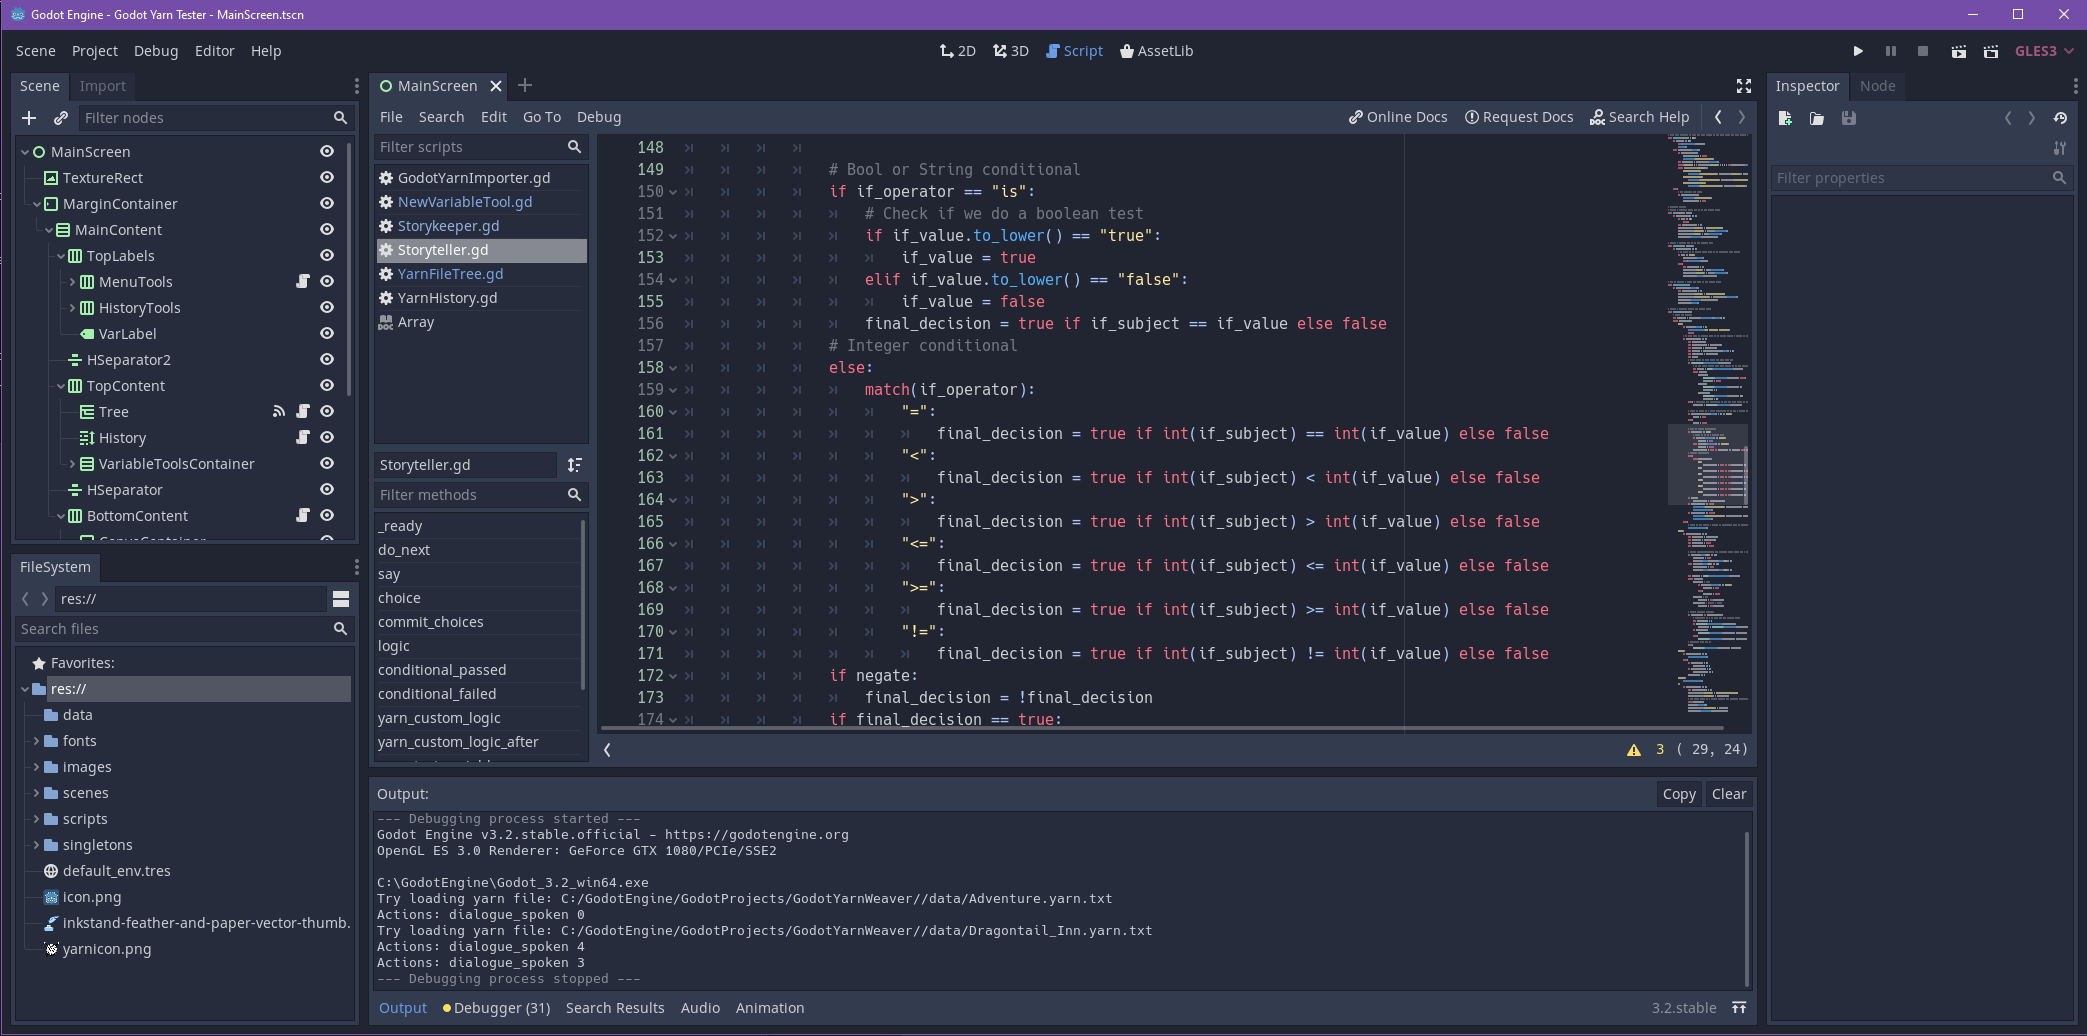 Godot Engine - Godot Yarn Tester - MainScreen.tscn
Scene Project Debug Editor Help
2D 3D Script AssetLib
GLES3
Scene Import
Filter nodes
MainScreen
TextureRect
MarginContainer
MainContent
TopLabels
MenuTools
HistoryTools
VarLabel
HSeparator2
TopContent
Tree
History
VariableToolsContainer
HSeparator
BottomContent
FileSystem
res://
Search files
Favorites:
res://
data
fonts
images
scenes
scripts
singletons
default_env.tres
icon.png
inkstand-feather-and-paper-vector-thumb.
yarnicon.png
MainScreen
File Search Edit Go To Debug
Online Docs Request Docs Search Help
Filter scripts
GodotYarnImporter.gd
NewVariableTool.gd
Storykeeper.gd
Storyteller.gd
YarnFileTree.gd
YarnHistory.gd
Array
Storyteller.gd
Filter methods
_ready
do_next
say
choice
commit_choices
logic
conditional_passed
conditional_failed
yarn_custom_logic
yarn_custom_logic_after
148
149 # Bool or String conditional
150 if if_operator == "is":
151 # Check if we do a boolean test
152 if if_value.to_lower() == "true":
153 if_value = true
154 elif if_value.to_lower() == "false":
155 if_value = false
156 final_decision = true if if_subject == if_value else false
157 # Integer conditional
158 else:
159 match(if_operator):
160 "=":
161 final_decision = true if int(if_subject) == int(if_value) else false
162 "<":
163 final_decision = true if int(if_subject) < int(if_value) else false
164 ">":
165 final_decision = true if int(if_subject) > int(if_value) else false
166 "<=":
167 final_decision = true if int(if_subject) <= int(if_value) else false
168 ">=":
169 final_decision = true if int(if_subject) >= int(if_value) else false
170 "!=":
171 final_decision = true if int(if_subject) != int(if_value) else false
172 if negate:
173 final_decision = !final_decision
174 if final_decision == true:
3 ( 29, 24)
Output:
Copy Clear
--- Debugging process started ---
Godot Engine v3.2.stable.official - https://godotengine.org
OpenGL ES 3.0 Renderer: GeForce GTX 1080/PCIe/SSE2
C:\GodotEngine\Godot_3.2_win64.exe
Try loading yarn file: C:/GodotEngine/GodotProjects/GodotYarnWeaver//data/Adventure.yarn.txt
Actions: dialogue_spoken 0
Try loading yarn file: C:/GodotEngine/GodotProjects/GodotYarnWeaver//data/Dragontail_Inn.yarn.txt
Actions: dialogue_spoken 4
Actions: dialogue_spoken 3
--- Debugging process stopped ---
Output Debugger (31) Search Results Audio Animation
3.2.stable
Inspector Node
Filter properties